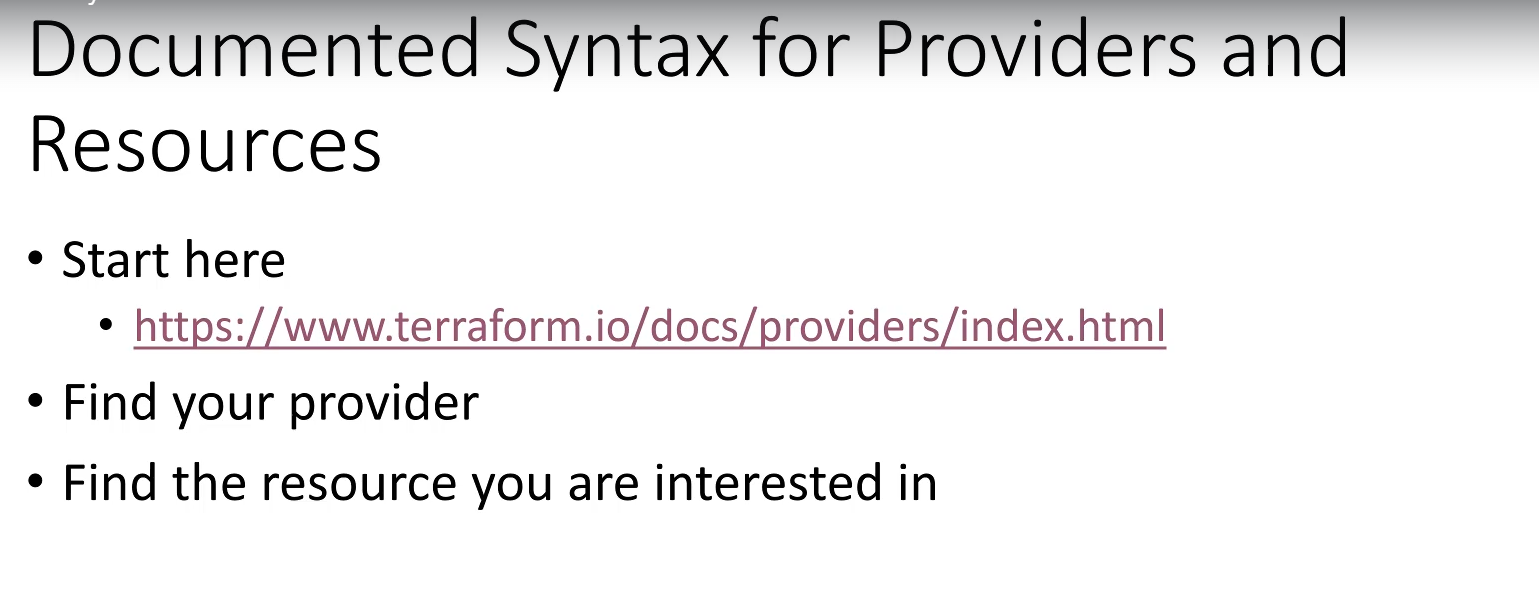 Documented Syntax for Providers and
Resources
• Start here
• https://www.terraform.io/docs/providers/index.html
• Find your provider
• Find the resource you are interested in